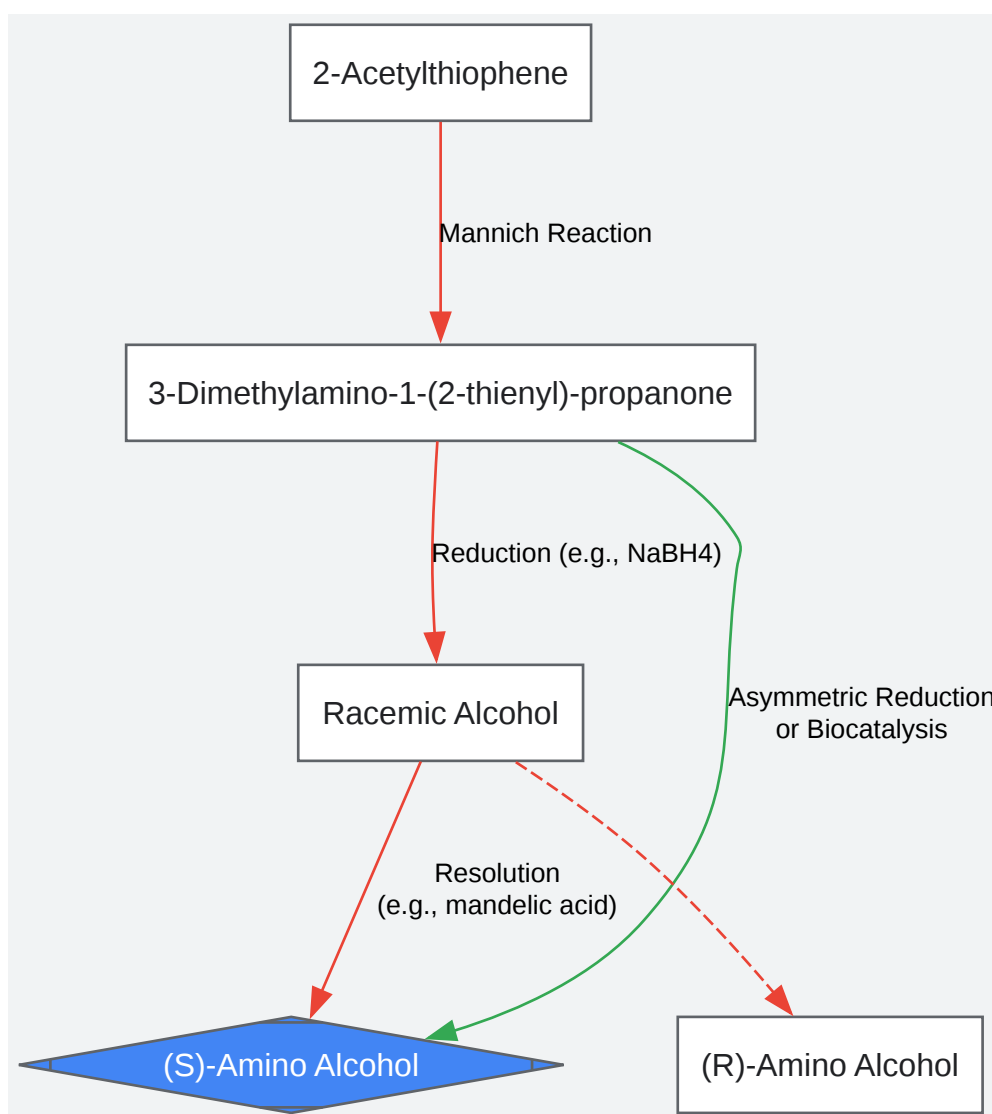 2-Acetylthiophene
Mannich Reaction
3-Dimethylamino-1-(2-thienyl)-propanone
Reduction (e.g., NaBH4)
Racemic Alcohol
Asymmetric Reduction
or Biocatalysis
Resolution
(e.g., mandelic acid)
(S)-Amino Alcohol
(R)-Amino Alcohol